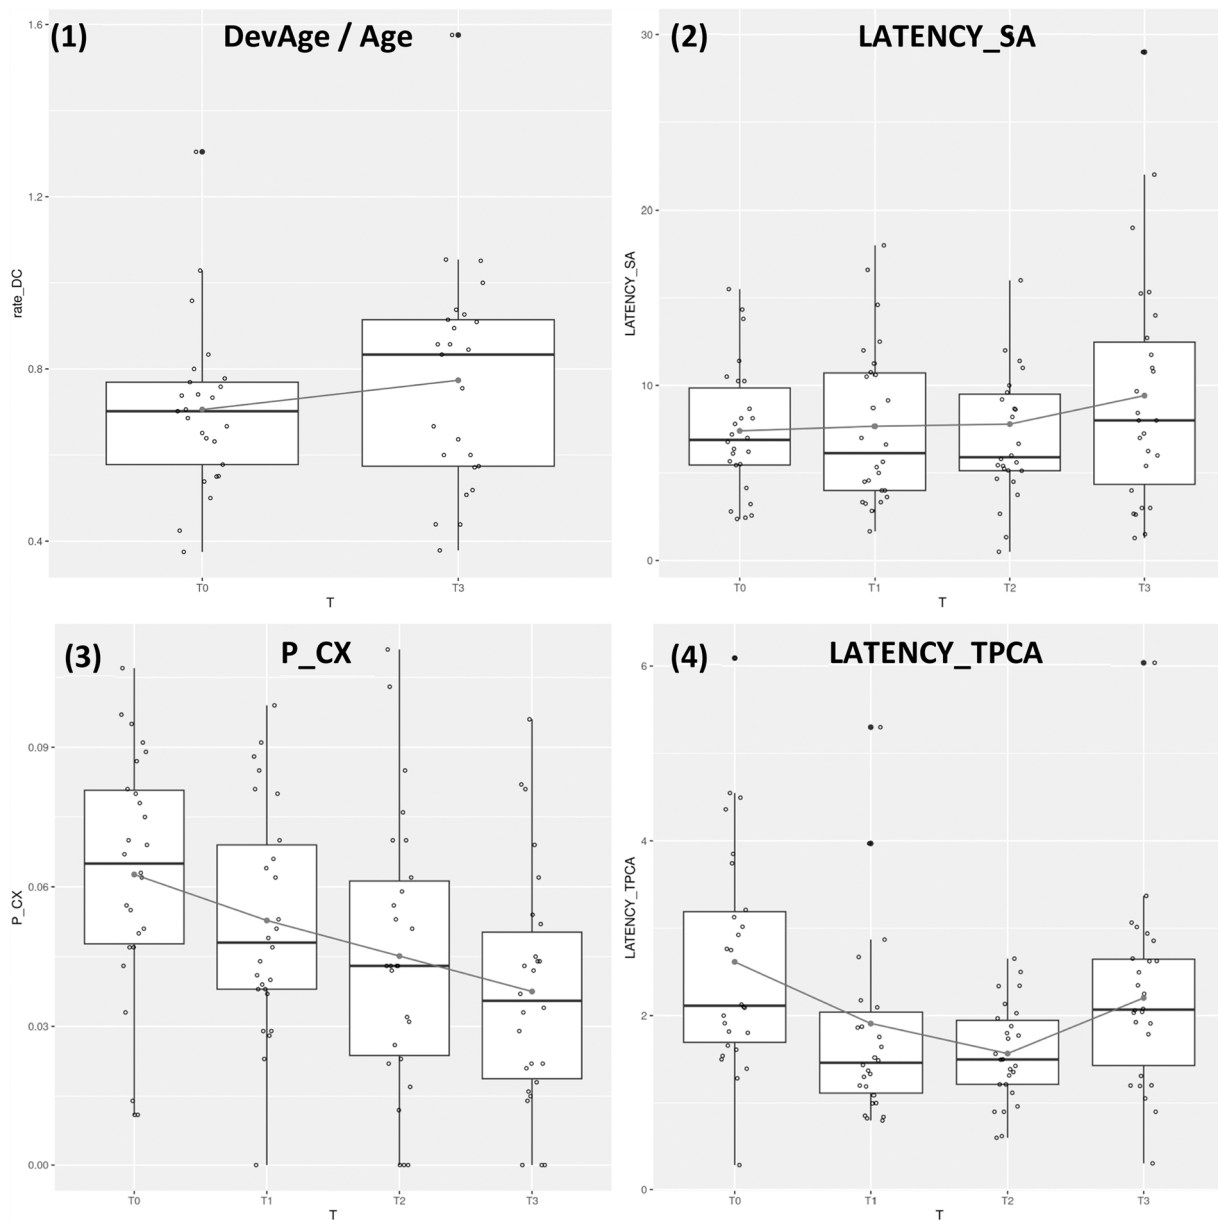 (1) DevAge / Age
1.6
1.2
0.8
0.4
rate_DC
T0 T3
T
(2) LATENCY_SA
30
20
10
0
LATENCY_SA
T0 T1 T2 T3
T
(3) P_CX
0.09
0.06
0.03
0.00
P_CX
T0 T1 T2 T3
T
(4) LATENCY_TPCA
6
4
2
0
LATENCY_TPCA
T0 T1 T2 T3
T